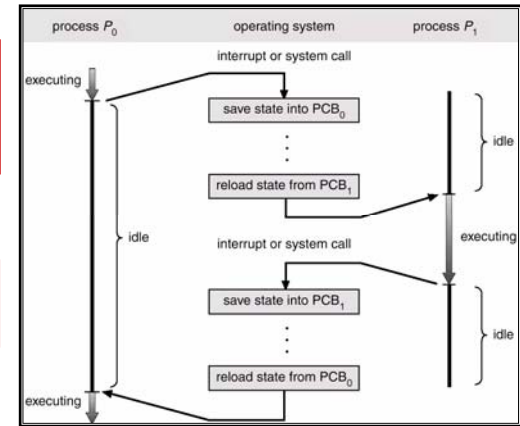 process P0 operating system process P1
interrupt or system call
executing
save state into PCB0
idle
reload state from PCB1
idle
interrupt or system call
executing
save state into PCB1
idle
reload state from PCB0
executing